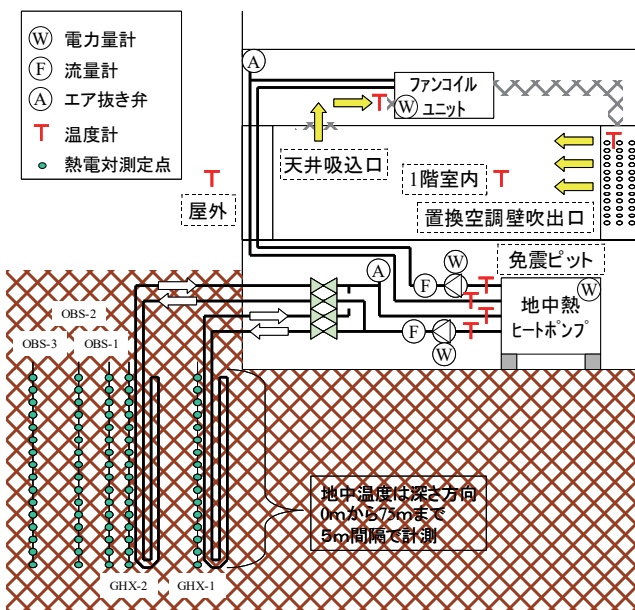 Ⓦ 電力量計
Ⓕ 流量計
Ⓐ エア抜き弁
T 温度計
熱電対測定点
A
ファンコイル
ユニット
W
T
T
天井吸込口
1階室内
T
T
屋外
置換空調壁吹出口
免震ピット
A
F
W
T
T
T
T
W
地中熱
ヒートポンプ
F
W
OBS-2
OBS-3
OBS-1
地中温度は深さ方向
0mから75mまで
5m間隔で計測
GHX-2
GHX-1